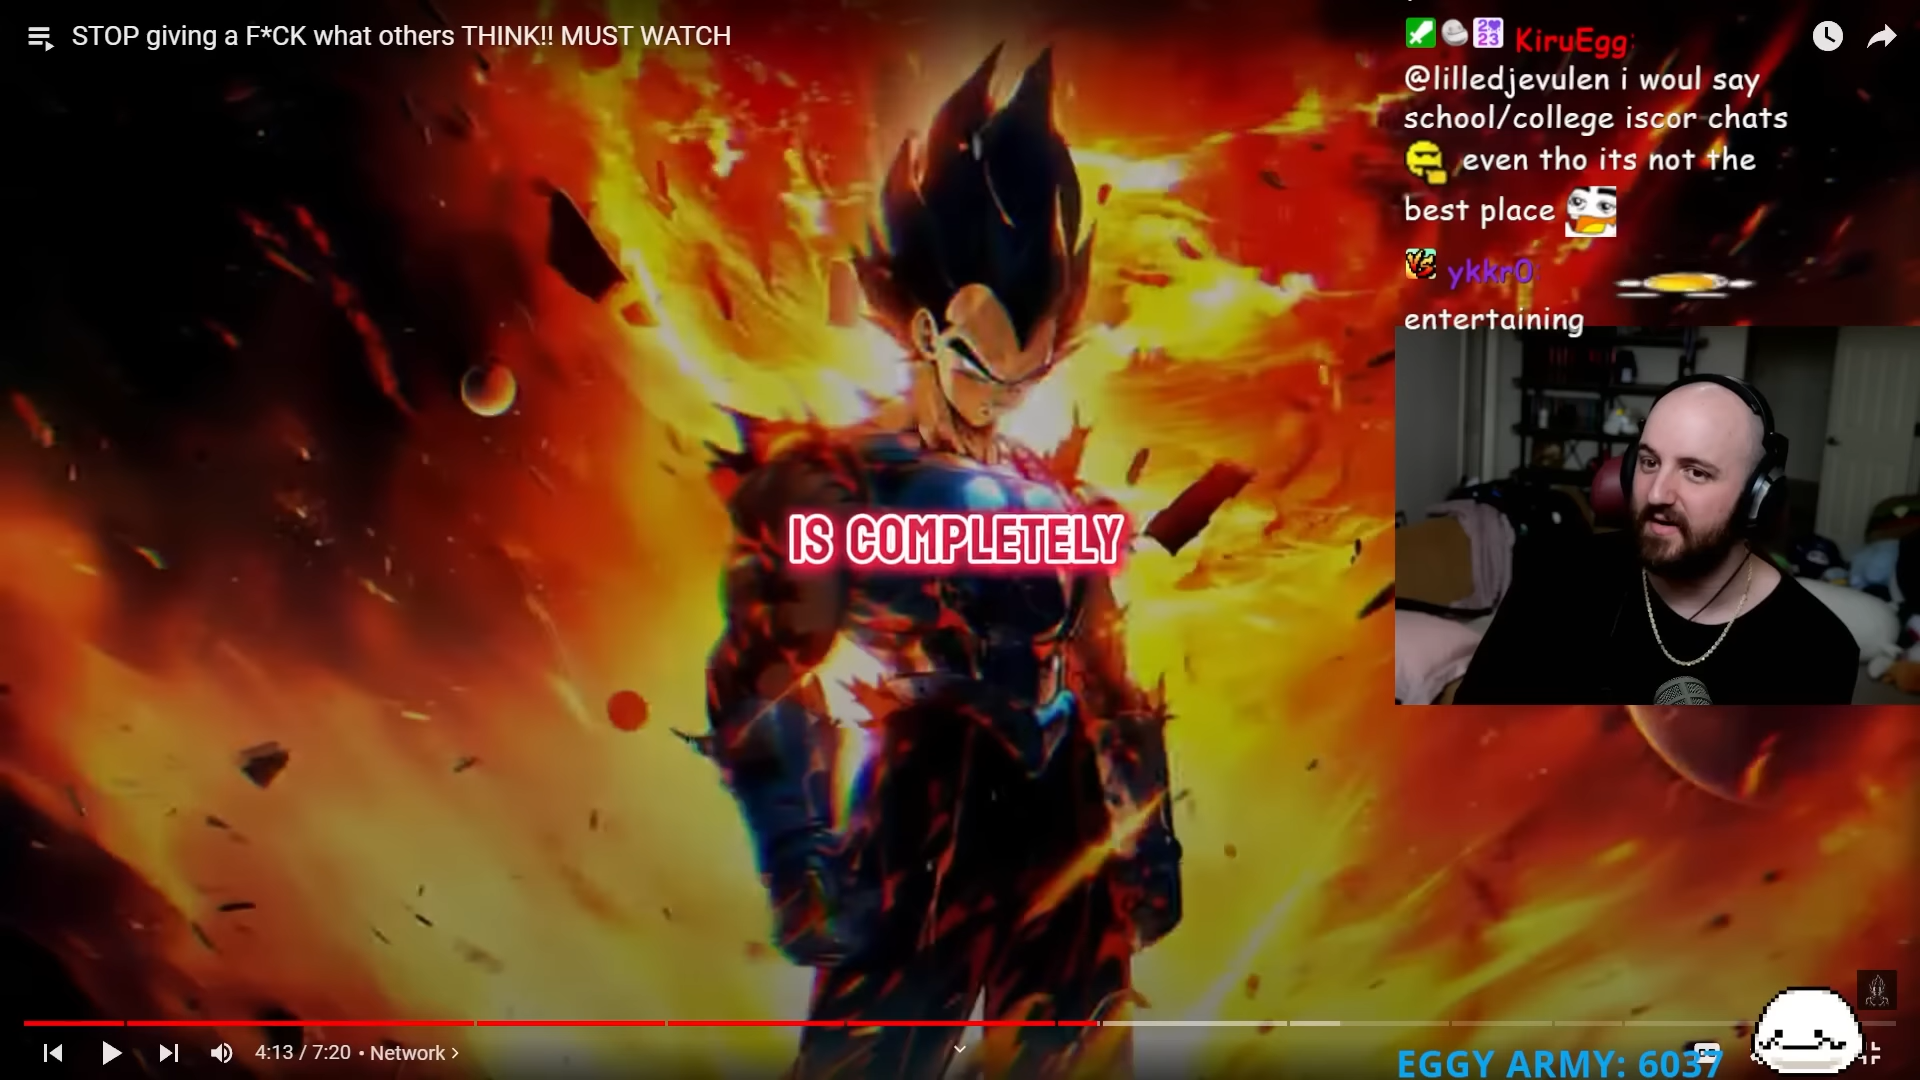 STOP giving a F*CK what others THINK!! MUST WATCH
KiruEgg:
@lilledjevulen i woul say
school/college iscor chats
even tho its not the
best place
ykkr0:
entertaining
IS COMPLETELY
4:13 / 7:20 • Network
EGGY ARMY: 6037